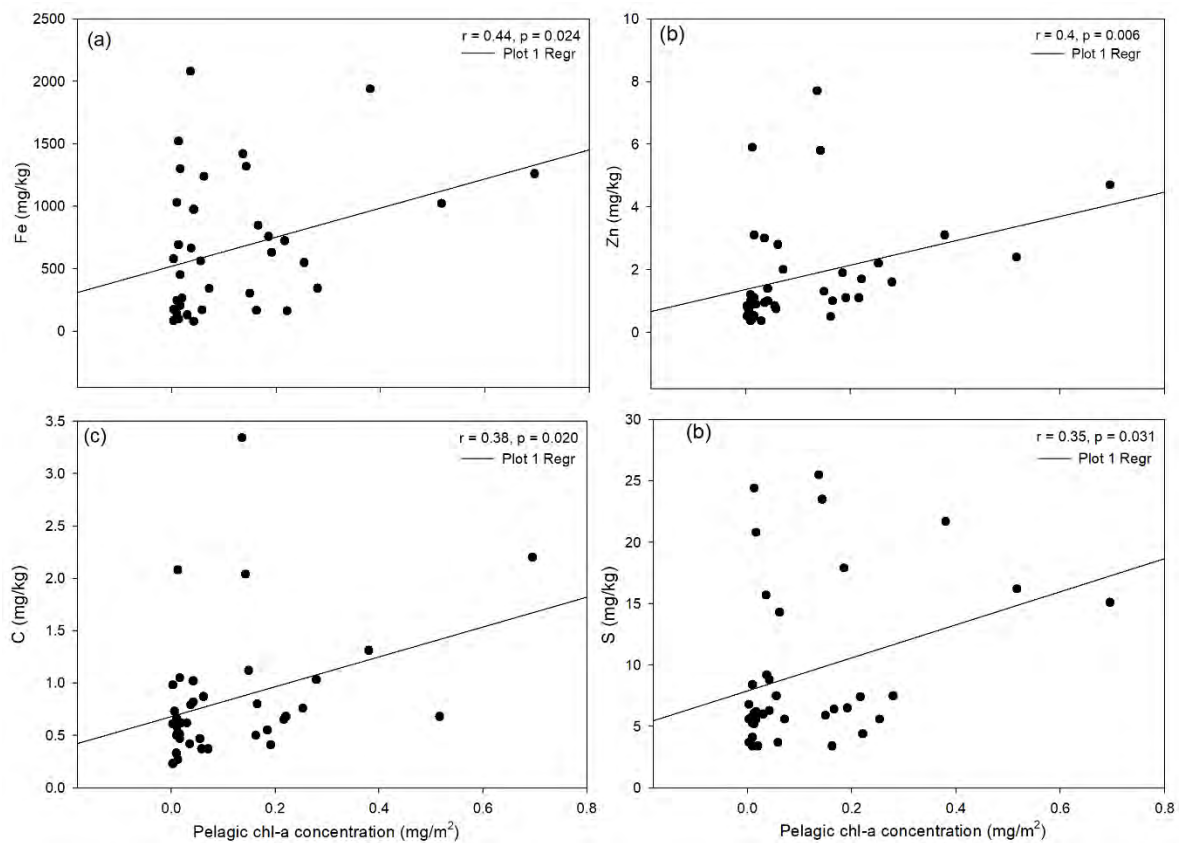 (a)
r = 0.44, p = 0.024
Plot 1 Regr
Fe (mg/kg)
2500
2000
1500
1000
500
0
(b)
r = 0.4, p = 0.006
Plot 1 Regr
Zn (mg/kg)
10
8
6
4
2
0
(c)
r = 0.38, p = 0.020
Plot 1 Regr
C (mg/kg)
3.5
3.0
2.5
2.0
1.5
1.0
0.5
0.0
0.0 0.2 0.4 0.6 0.8
Pelagic chl-a concentration (mg/m²)
(b)
r = 0.35, p = 0.031
Plot 1 Regr
S (mg/kg)
30
25
20
15
10
5
0
0.0 0.2 0.4 0.6 0.8
Pelagic chl-a concentration (mg/m²)